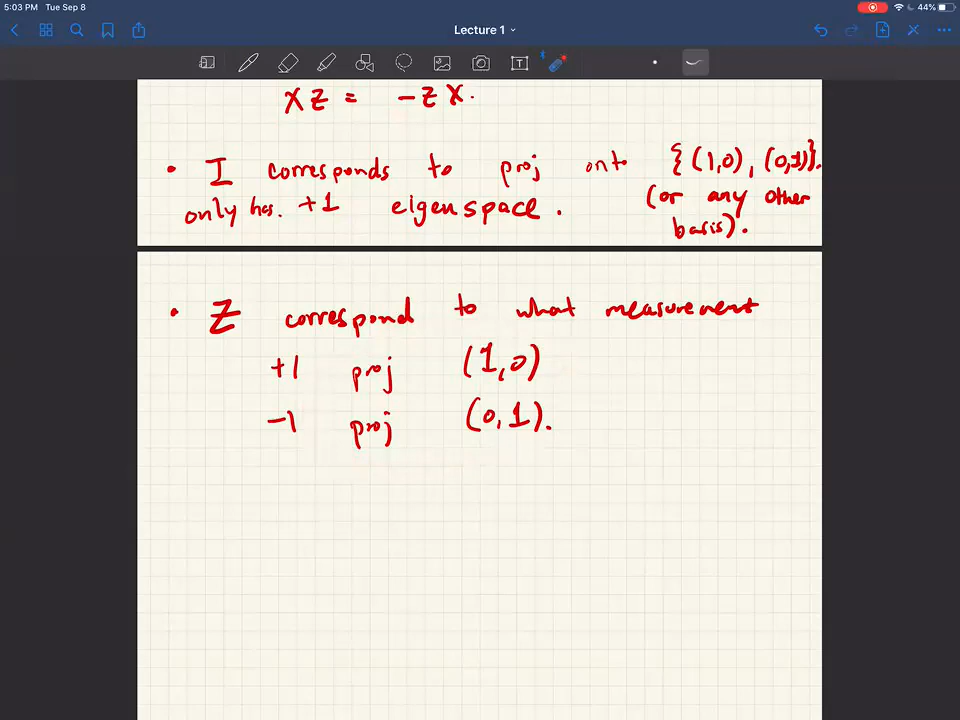 5:03 PM Tue Sep 8
44%
Lecture 1
XZ = -ZX.
• I corresponds to proj onto {(1,0), (0,1)}.
only has. +1 eigenspace. (or any other
basis).
• Z correspond to what measurement
+1 proj (1,0)
-1 proj (0,1).